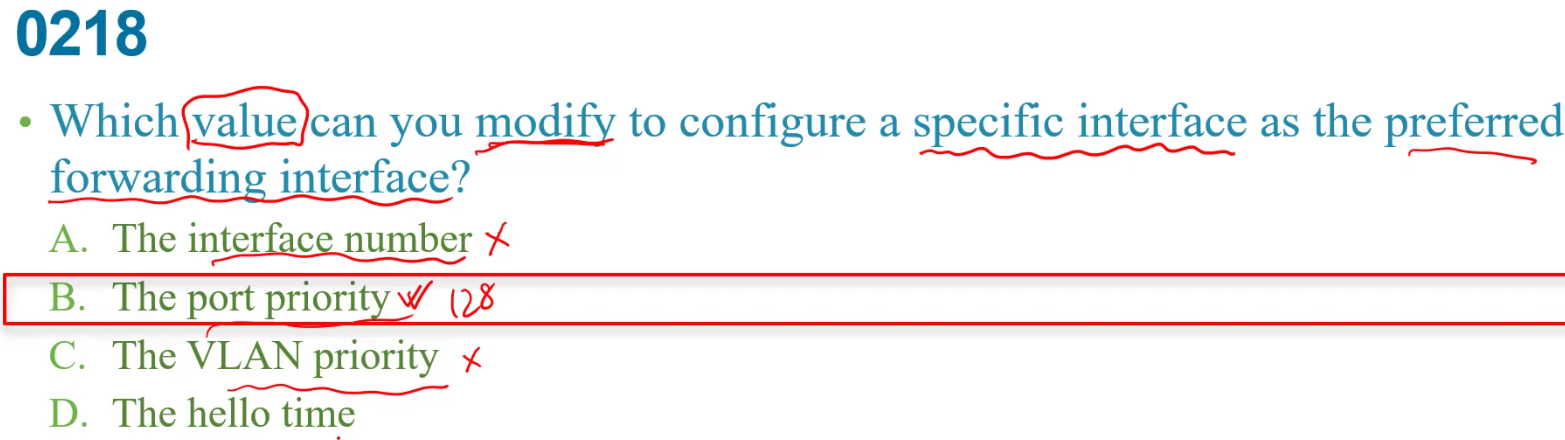 0218
• Which value can you modify to configure a specific interface as the preferred
forwarding interface?
A. The interface number ×
B. The port priority 128
C. The VLAN priority ×
D. The hello time